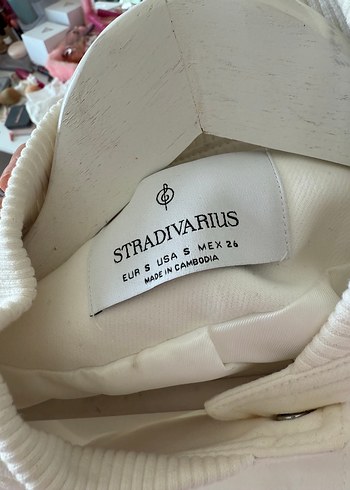 STRADIVARIUS
EUR S USA S MEX 26
MADE IN CAMBODIA